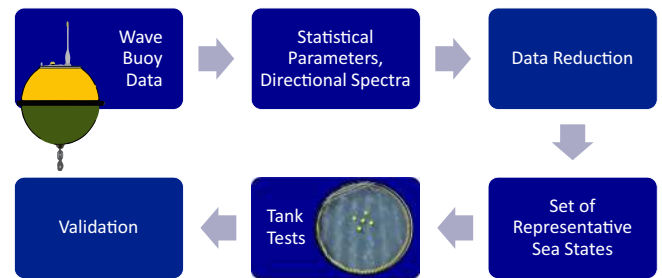 Wave
Buoy
Data
Statistical
Parameters,
Directional Spectra
Data Reduction
Set of
Representative
Sea States
Tank
Tests
Validation